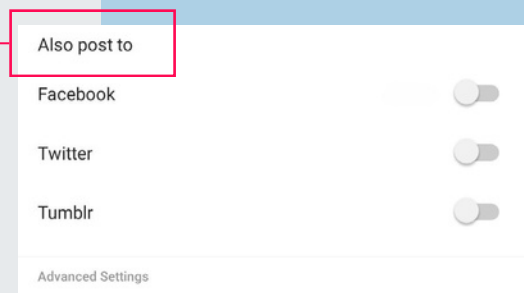 Also post to
Facebook
Twitter
Tumblr
Advanced Settings